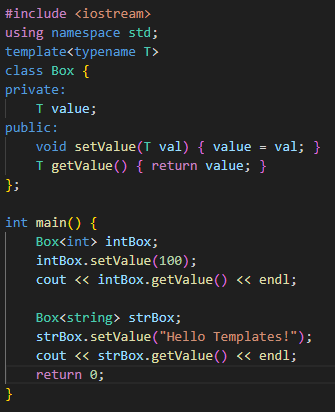 #include <iostream>
using namespace std;
template<typename T>
class Box {
private:
    T value;
public:
    void setValue(T val) { value = val; }
    T getValue() { return value; }
};

int main() {
    Box<int> intBox;
    intBox.setValue(100);
    cout << intBox.getValue() << endl;

    Box<string> strBox;
    strBox.setValue("Hello Templates!");
    cout << strBox.getValue() << endl;
    return 0;
}